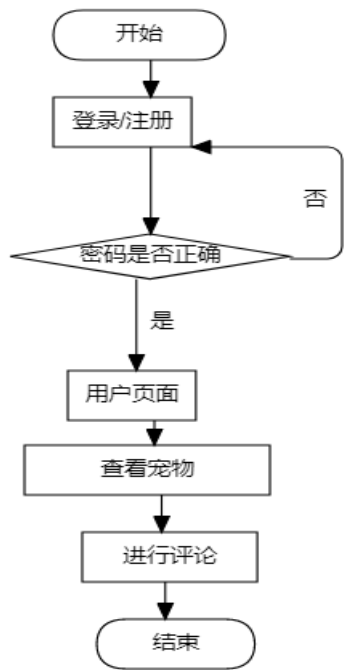 开始
登录/注册
否
密码是否正确
是
用户页面
查看宠物
进行评论
结束